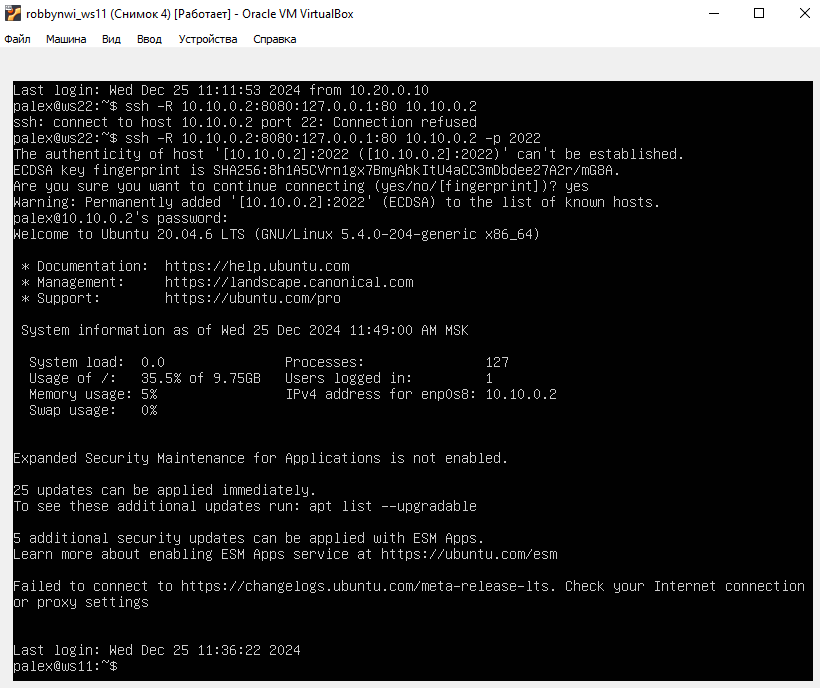 robbynwi_ws11 (Снимок 4) [Работает] - Oracle VM VirtualBox
Файл Машина Вид Ввод Устройства Справка
Last login: Wed Dec 25 11:11:53 2024 from 10.20.0.10
palex@ws22:~$ ssh -R 10.10.0.2:8080:127.0.0.1:80 10.10.0.2
ssh: connect to host 10.10.0.2 port 22: Connection refused
palex@ws22:~$ ssh -R 10.10.0.2:8080:127.0.0.1:80 10.10.0.2 -p 2022
The authenticity of host '[10.10.0.2]:2022 ([10.10.0.2]:2022)' can't be established.
ECDSA key fingerprint is SHA256:8h1A5CVrn1gx7BmyAbkItU4aCC3mDbdee27A2r/mG8A.
Are you sure you want to continue connecting (yes/no/[fingerprint])? yes
Warning: Permanently added '[10.10.0.2]:2022' (ECDSA) to the list of known hosts.
palex@10.10.0.2's password:
Welcome to Ubuntu 20.04.6 LTS (GNU/Linux 5.4.0-204-generic x86_64)
* Documentation: https://help.ubuntu.com
* Management: https://landscape.canonical.com
* Support: https://ubuntu.com/pro
System information as of Wed 25 Dec 2024 11:49:00 AM MSK
System load: 0.0 Processes: 127
Usage of /: 35.5% of 9.75GB Users logged in: 1
Memory usage: 5% IPv4 address for enp0s8: 10.10.0.2
Swap usage: 0%
Expanded Security Maintenance for Applications is not enabled.
25 updates can be applied immediately.
To see these additional updates run: apt list --upgradable
5 additional security updates can be applied with ESM Apps.
Learn more about enabling ESM Apps service at https://ubuntu.com/esm
Failed to connect to https://changelogs.ubuntu.com/meta-release-lts. Check your Internet connection
or proxy settings
Last login: Wed Dec 25 11:36:22 2024
palex@ws11:~$